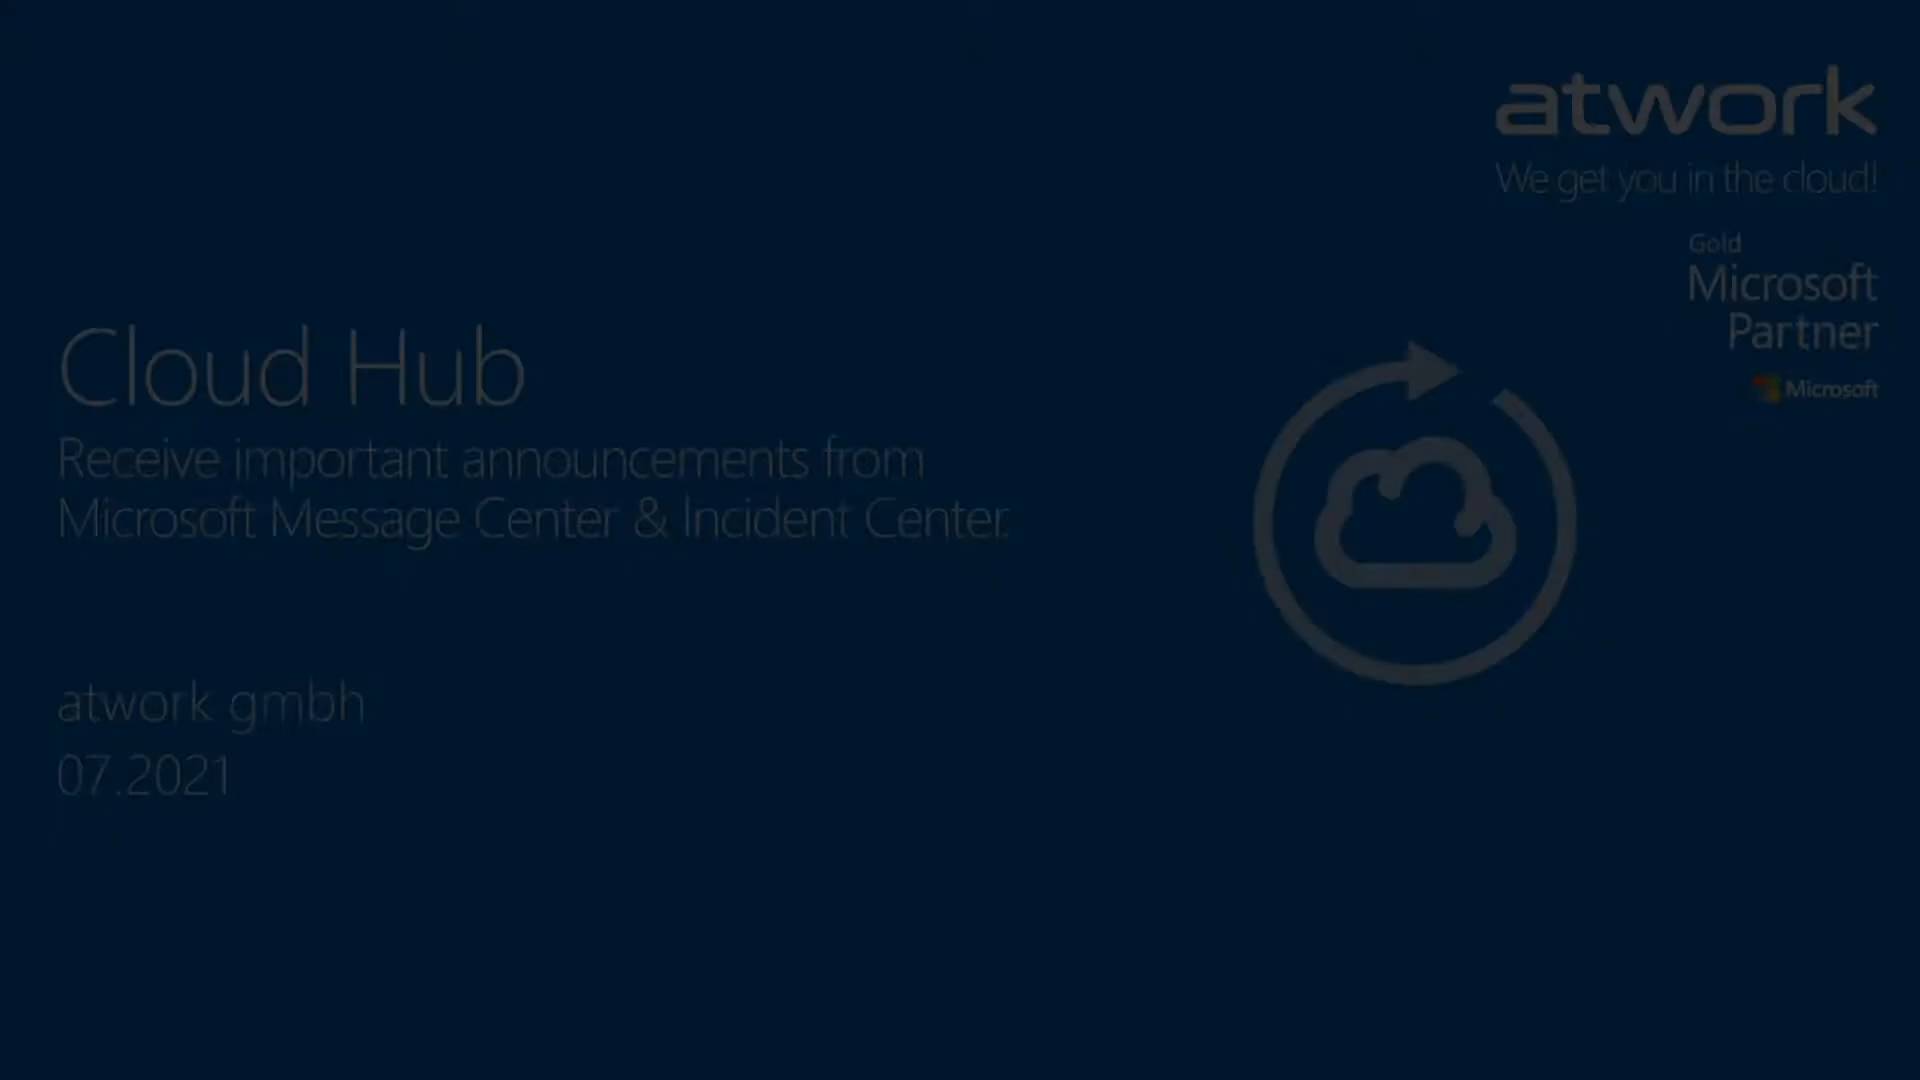 atwork
We get you in the cloud!
Gold
Microsoft
Partner
Microsoft
Cloud Hub
Receive important announcements from
Microsoft Message Center & Incident Center.
atwork gmbh
07.2021